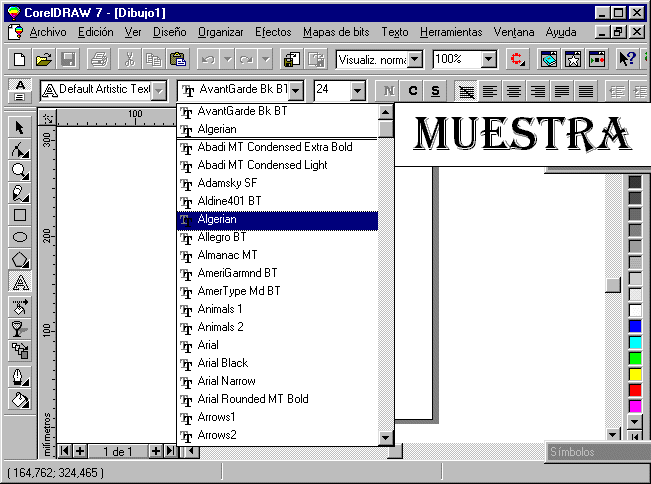 CorelDRAW 7 - [Dibujo1]
Archivo Edición Ver Diseño Organizar Efectos Mapas de bits Texto Herramientas Ventana Ayuda
Visualiz. norma 100%
Default Artistic Text AvantGarde Bk BT 24 N C S
AvantGarde Bk BT
Algerian
Abadi MT Condensed Extra Bold
Abadi MT Condensed Light
Adamsky SF
Aldine401 BT
Algerian
Allegro BT
Almanac MT
AmeriGarmnd BT
AmerType Md BT
Animals 1
Animals 2
Arial
Arial Black
Arial Narrow
Arial Rounded MT Bold
Arrows1
Arrows2
MUESTRA
100
300
200
100
milímetros
1 de 1
Símbolos
( 164,762; 324,465 )